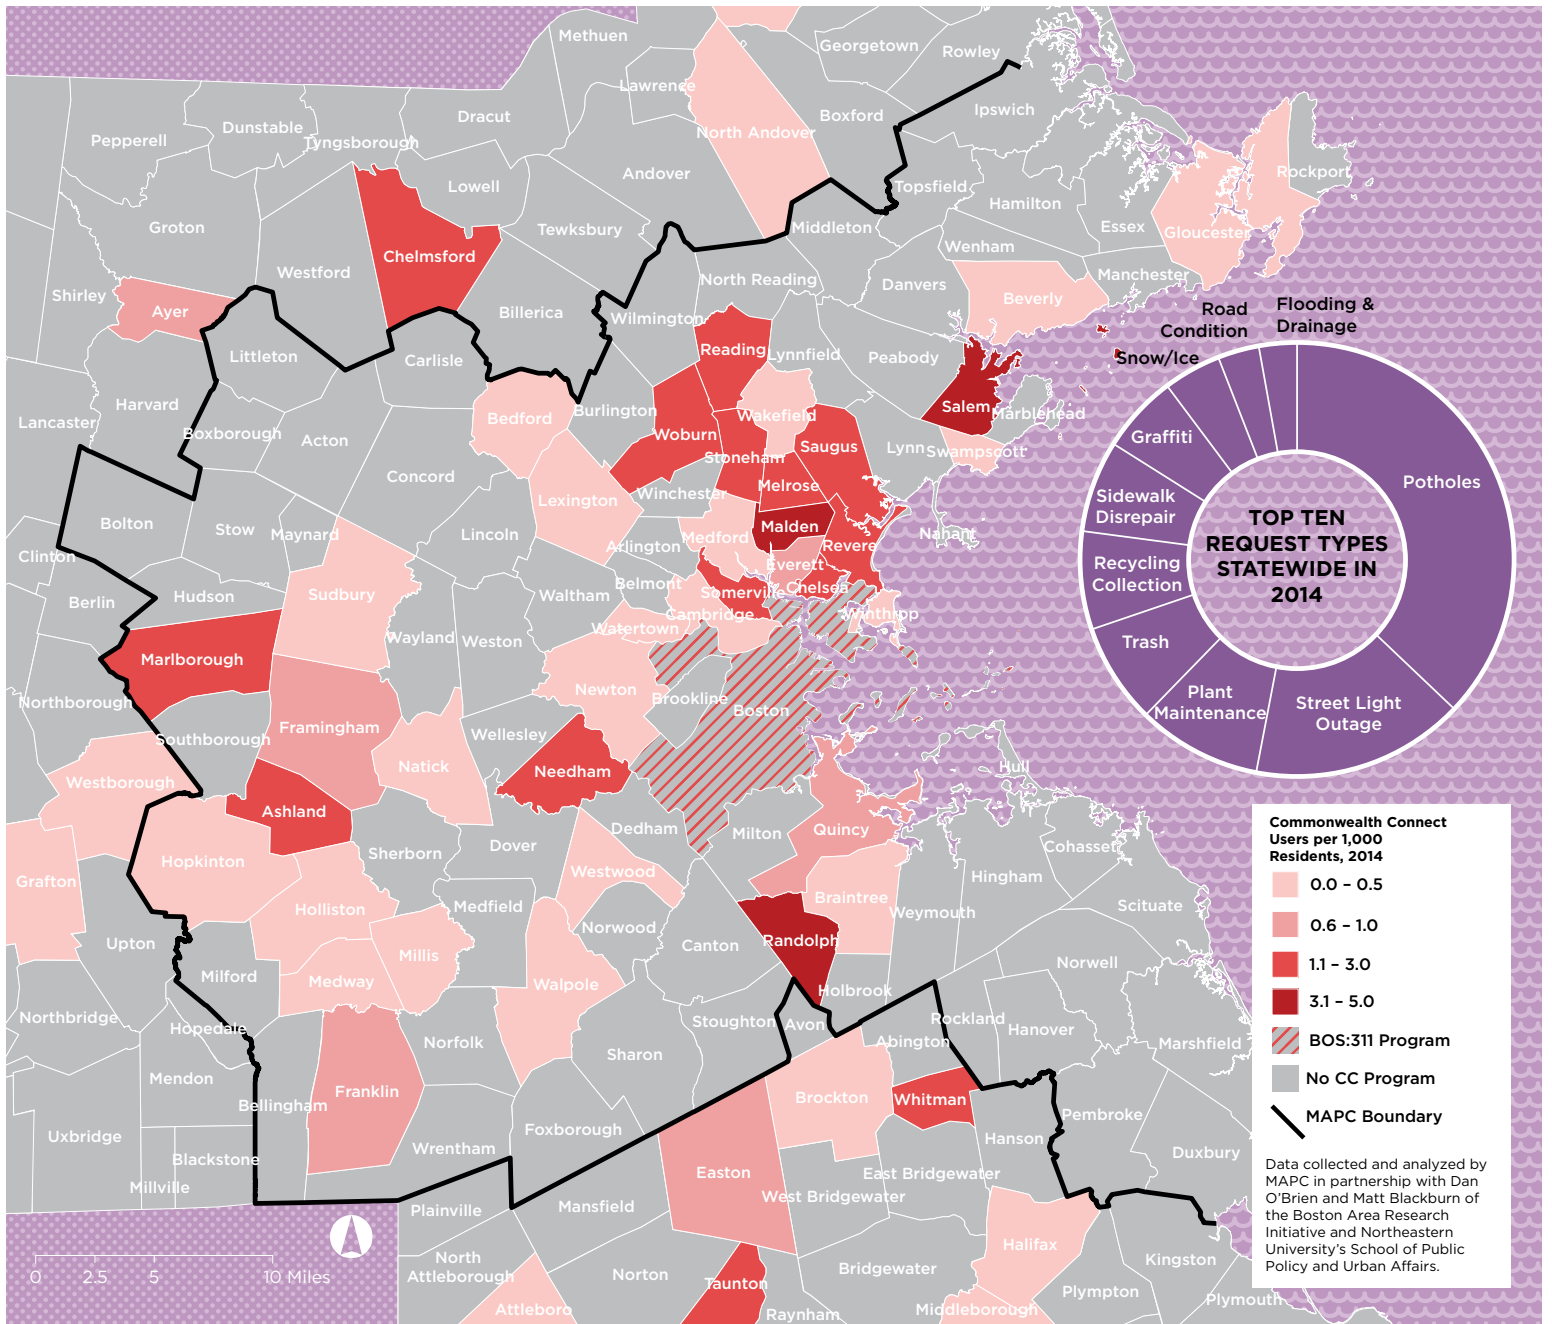 Methuen
Georgetown
Rowley
Lawrence
Ipswich
Boxford
Dracut
Dunstable
North Andover
Pepperell
Tyngsborough
Rockport
Andover
Lowell
Topsfield
Hamilton
Groton
Middleton
Essex
Tewksbury
Gloucester
Wenham
Chelmsford
Westford
Manchester
North Reading
Danvers
Shirley
Beverly
Ayer
Billerica
Wilmington
Reading
Lynnfield
Littleton
Carlisle
Peabody
Harvard
Salem
Marblehead
Burlington
Wakefield
Bedford
Lancaster
Boxborough
Acton
Woburn
Saugus
Lynn
Swampscott
Stoneham
Concord
Melrose
Winchester
Lexington
Bolton
Malden
Stow
Maynard
Lincoln
Nahant
Medford
Arlington
Revere
Clinton
Everett
Belmont
Chelsea
Waltham
Somerville
Sudbury
Hudson
Berlin
Cambridge
Winthrop
Watertown
Wayland
Weston
Marlborough
Newton
Brookline
Northborough
Boston
Framingham
Southborough
Wellesley
Natick
Needham
Hull
Westborough
Ashland
Dedham
Milton
Quincy
Dover
Cohasset
Sherborn
Hopkinton
Westwood
Hingham
Grafton
Braintree
Medfield
Holliston
Scituate
Weymouth
Norwood
Randolph
Canton
Upton
Millis
Norwell
Milford
Medway
Walpole
Holbrook
Northbridge
Rockland
Stoughton
Avon
Hopedale
Hanover
Norfolk
Abington
Marshfield
Sharon
Mendon
Franklin
Brockton
Whitman
Bellingham
Pembroke
Foxborough
Uxbridge
Hanson
Wrentham
Duxbury
Blackstone
Easton
East Bridgewater
Millville
West Bridgewater
Mansfield
Plainville
Halifax
Kingston
North
Attleborough
Bridgewater
Norton
Taunton
Plympton
Plymouth
Attleboro
Middleborough
Raynham
0 2.5 5 10 Miles
Flooding &
Drainage
Road
Condition
Snow/Ice
Graffiti
Potholes
Sidewalk
Disrepair
Recycling
Collection
Trash
Plant
Maintenance
Street Light
Outage
TOP TEN
REQUEST TYPES
STATEWIDE IN
2014
Commonwealth Connect
Users per 1,000
Residents, 2014
0.0 – 0.5
0.6 – 1.0
1.1 – 3.0
3.1 – 5.0
BOS:311 Program
No CC Program
MAPC Boundary
Data collected and analyzed by
MAPC in partnership with Dan
O’Brien and Matt Blackburn of
the Boston Area Research
Initiative and Northeastern
University’s School of Public
Policy and Urban Affairs.